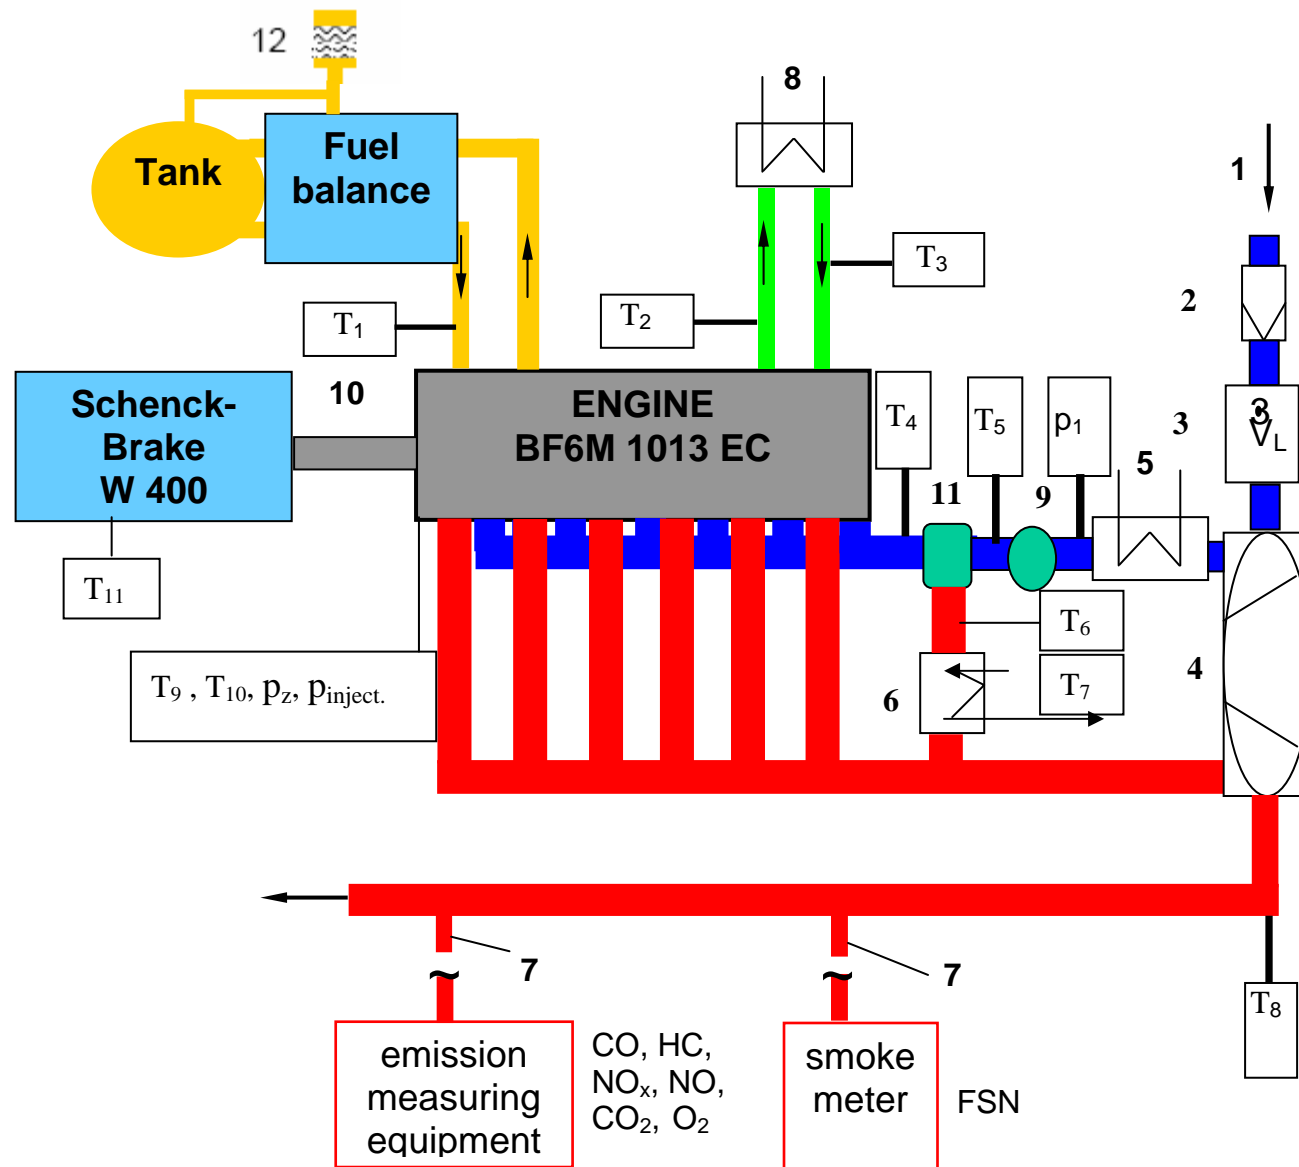 12
8
Tank
Fuel
balance
1
T3
2
T1
T2
Schenck-
Brake
W 400
10
ENGINE
BF6M 1013 EC
T4
T5
p1
3
5
3
VL
11
9
T11
T6
T9 , T10, pz, pinject.
6
T7
4
7
7
T8
emission
measuring
equipment
CO, HC,
NOx, NO,
CO2, O2
smoke
meter
FSN